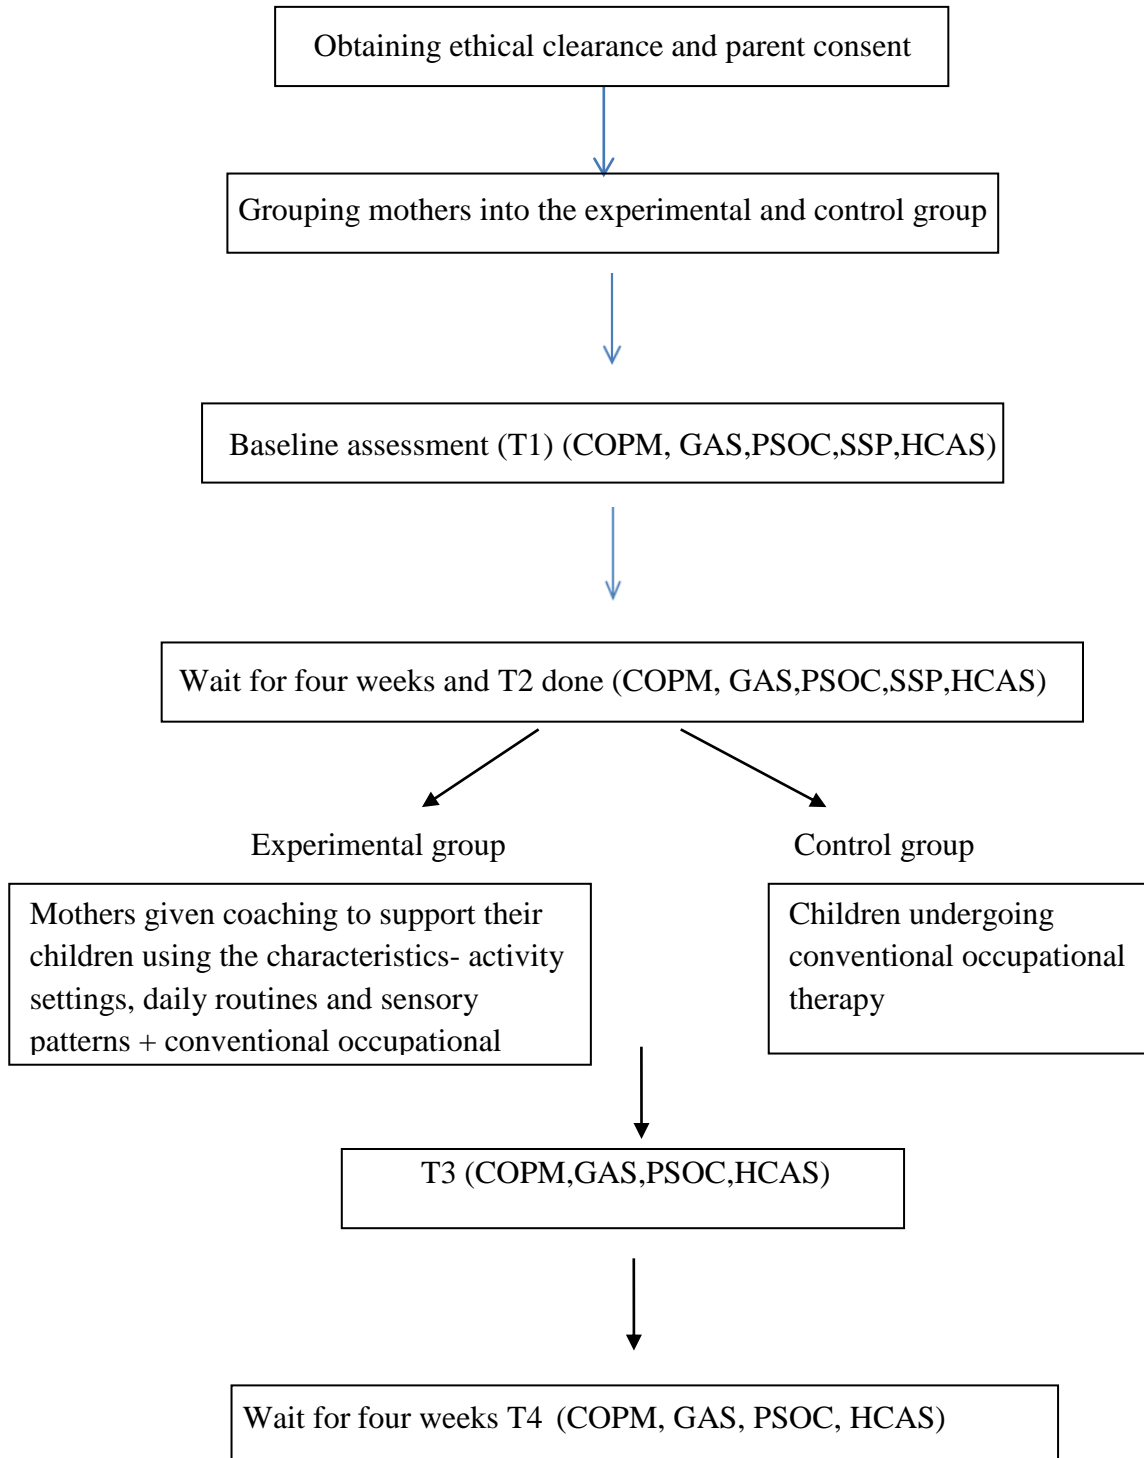 Obtaining ethical clearance and parent consent
Grouping mothers into the experimental and control group
Baseline assessment (T1) (COPM, GAS,PSOC,SSP,HCAS)
Wait for four weeks and T2 done (COPM, GAS,PSOC,SSP,HCAS)
Experimental group
Control group
Mothers given coaching to support their
children using the characteristics- activity
settings, daily routines and sensory
patterns + conventional occupational
Children undergoing
conventional occupational
therapy
T3 (COPM,GAS,PSOC,HCAS)
Wait for four weeks T4 (COPM, GAS, PSOC, HCAS)